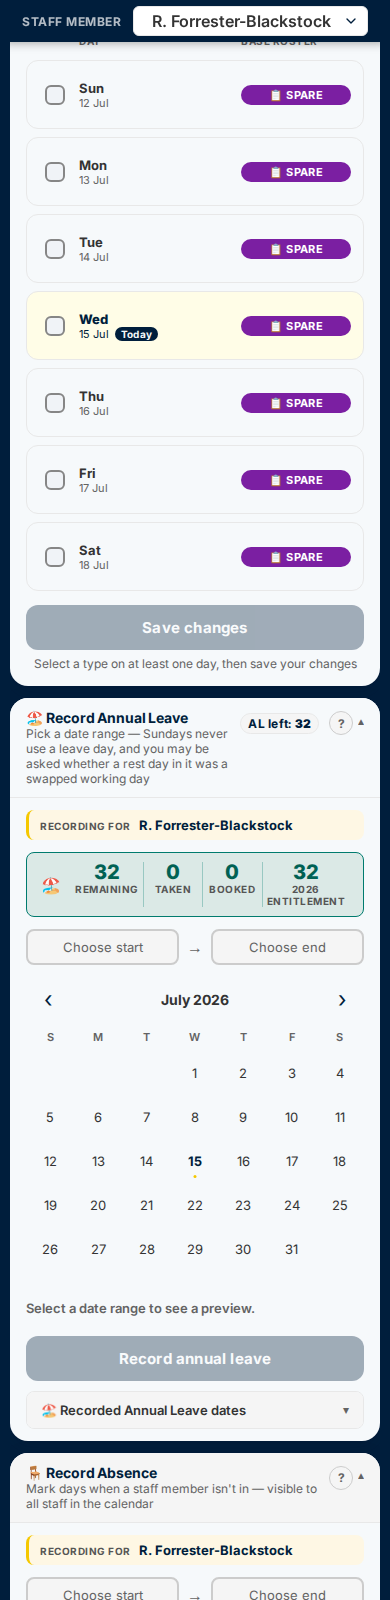 STAFF MEMBER R. Forrester-Blackstock
DAY BASE ROSTER
Sun
12 Jul
📋 SPARE
Mon
13 Jul
📋 SPARE
Tue
14 Jul
📋 SPARE
Wed
15 Jul Today
📋 SPARE
Thu
16 Jul
📋 SPARE
Fri
17 Jul
📋 SPARE
Sat
18 Jul
📋 SPARE
Save changes
Select a type on at least one day, then save your changes
🏖️ Record Annual Leave
Pick a date range — Sundays never
use a leave day, and you may be
asked whether a rest day in it was a
swapped working day
AL left: 32 ? ▲
RECORDING FOR R. Forrester-Blackstock
32 0 0 32
REMAINING TAKEN BOOKED 2026
ENTITLEMENT
Choose start → Choose end
‹ July 2026 ›
S M T W T F S
1 2 3 4
5 6 7 8 9 10 11
12 13 14 15 16 17 18
19 20 21 22 23 24 25
26 27 28 29 30 31
Select a date range to see a preview.
Record annual leave
🏖️ Recorded Annual Leave dates ▼
🪑 Record Absence ? ▲
Mark days when a staff member isn't in — visible to
all staff in the calendar
RECORDING FOR R. Forrester-Blackstock
Choose start → Choose end